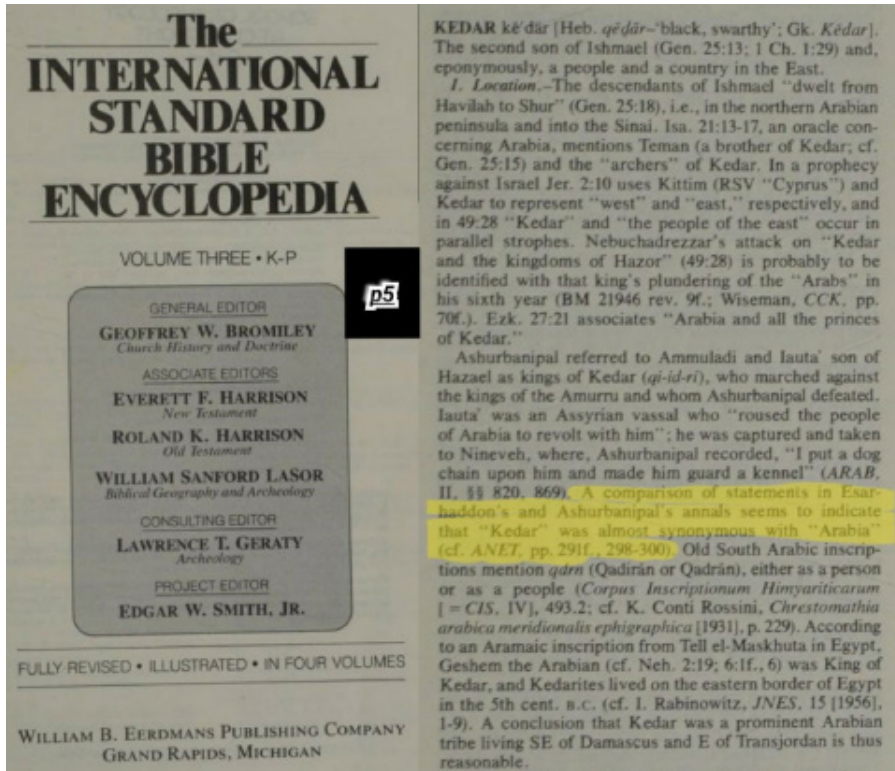 The
INTERNATIONAL
STANDARD
BIBLE
ENCYCLOPEDIA
VOLUME THREE • K-P
GENERAL EDITOR
GEOFFREY W. BROMILEY
Church History and Doctrine
ASSOCIATE EDITORS
EVERETT F. HARRISON
New Testament
ROLAND K. HARRISON
Old Testament
WILLIAM SANFORD LASOR
Biblical Geography and Archeology
CONSULTING EDITOR
LAWRENCE T. GERATY
Archeology
PROJECT EDITOR
EDGAR W. SMITH, JR.
FULLY REVISED • ILLUSTRATED • IN FOUR VOLUMES
WILLIAM B. EERDMANS PUBLISHING COMPANY
GRAND RAPIDS, MICHIGAN
p5
KEDAR kē′där [Heb. qēḏār–‘black, swarthy’; Gk. Kēdar].
The second son of Ishmael (Gen. 25:13; 1 Ch. 1:29) and,
eponymously, a people and a country in the East.
1. Location.–The descendants of Ishmael “dwelt from
Havilah to Shur” (Gen. 25:18), i.e., in the northern Arabian
peninsula and into the Sinai. Isa. 21:13-17, an oracle con-
cerning Arabia, mentions Teman (a brother of Kedar; cf.
Gen. 25:15) and the “archers” of Kedar. In a prophecy
against Israel Jer. 2:10 uses Kittim (RSV “Cyprus”) and
Kedar to represent “west” and “east,” respectively, and
in 49:28 “Kedar” and “the people of the east” occur in
parallel strophes. Nebuchadrezzar’s attack on “Kedar
and the kingdoms of Hazor” (49:28) is probably to be
identified with that king’s plundering of the “Arabs” in
his sixth year (BM 21946 rev. 9f.; Wiseman, CCK, pp.
70f.). Ezk. 27:21 associates “Arabia and all the princes
of Kedar.”
Ashurbanipal referred to Ammuladi and Iauta‘ son of
Hazael as kings of Kedar (qi-id-ri), who marched against
the kings of the Amurru and whom Ashurbanipal defeated.
Iauta‘ was an Assyrian vassal who “roused the people
of Arabia to revolt with him”; he was captured and taken
to Nineveh, where, Ashurbanipal recorded, “I put a dog
chain upon him and made him guard a kennel” (ARAB,
II, §§ 820, 869). A comparison of statements in Esar-
haddon’s and Ashurbanipal’s annals seems to indicate
that “Kedar” was almost synonymous with “Arabia”
(cf. ANET, pp. 291f., 298-300). Old South Arabic inscrip-
tions mention qdrn (Qadirân or Qadrân), either as a person
or as a people (Corpus Inscriptionum Himyariticarum
[ = CIS, IV], 493.2; cf. K. Conti Rossini, Chrestomathia
arabica meridionalis ephigraphica [1931], p. 229). According
to an Aramaic inscription from Tell el-Maskhuta in Egypt,
Geshem the Arabian (cf. Neh. 2:19; 6:1f., 6) was King of
Kedar, and Kedarites lived on the eastern border of Egypt
in the 5th cent. B.C. (cf. I. Rabinowitz, JNES, 15 [1956],
1-9). A conclusion that Kedar was a prominent Arabian
tribe living SE of Damascus and E of Transjordan is thus
reasonable.